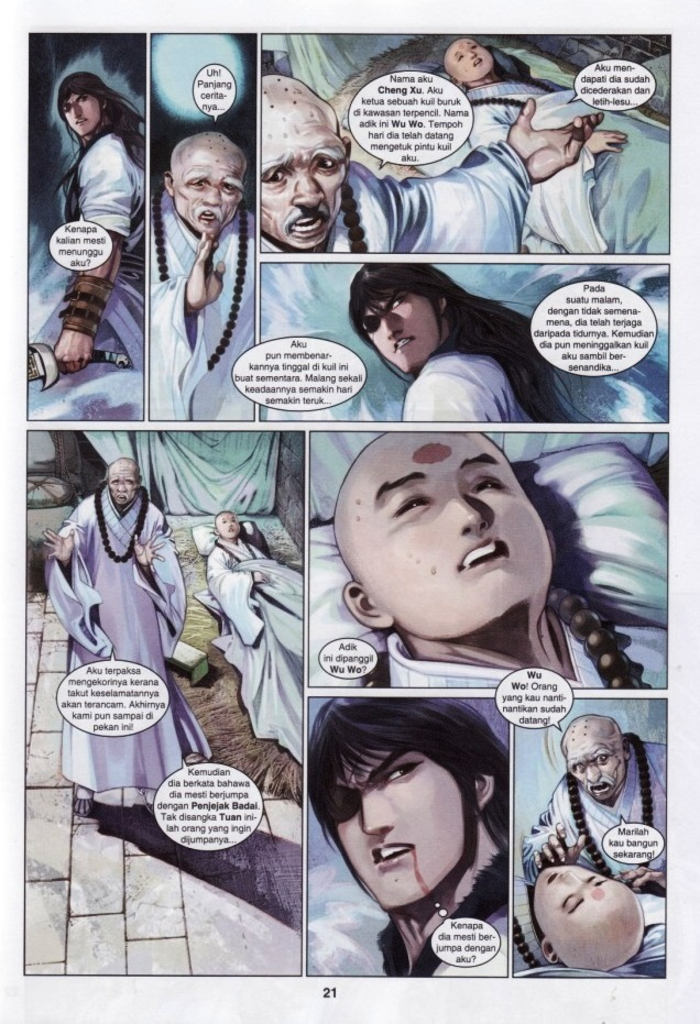 Kenapa
kalian mesti
menunggu
aku?
Uh!
Panjang
cerita-
nya...
Nama aku
Cheng Xu. Aku
ketua sebuah kuil buruk
di kawasan terpencil. Nama
adik ini Wu Wo. Tempoh
hari dia telah datang
mengetuk pintu kuil
aku.
Aku men-
dapati dia sudah
dicederakan dan
letih-lesu...
Aku
pun membenar-
kannya tinggal di kuil ini
buat sementara. Malang sekali
keadaannya semakin hari
semakin teruk...
Pada
suatu malam,
dengan tidak semena-
mena, dia telah terjaga
daripada tidurnya. Kemudian
dia pun meninggalkan kuil
aku sambil ber-
senandika...
Aku terpaksa
mengekorinya kerana
takut keselamatannya
akan terancam. Akhirnya
kami pun sampai di
pekan ini!
Kemudian
dia berkata bahawa
dia mesti berjumpa
dengan Penjejak Badai.
Tak disangka Tuan ini-
lah orang yang ingin
dijumpanya...
Adik
ini dipanggil
Wu Wo?
Kenapa
dia mesti ber-
jumpa dengan
aku?
Wu
Wo! Orang
yang kau nanti-
nantikan sudah
datang!
Marilah
kau bangun
sekarang!
21